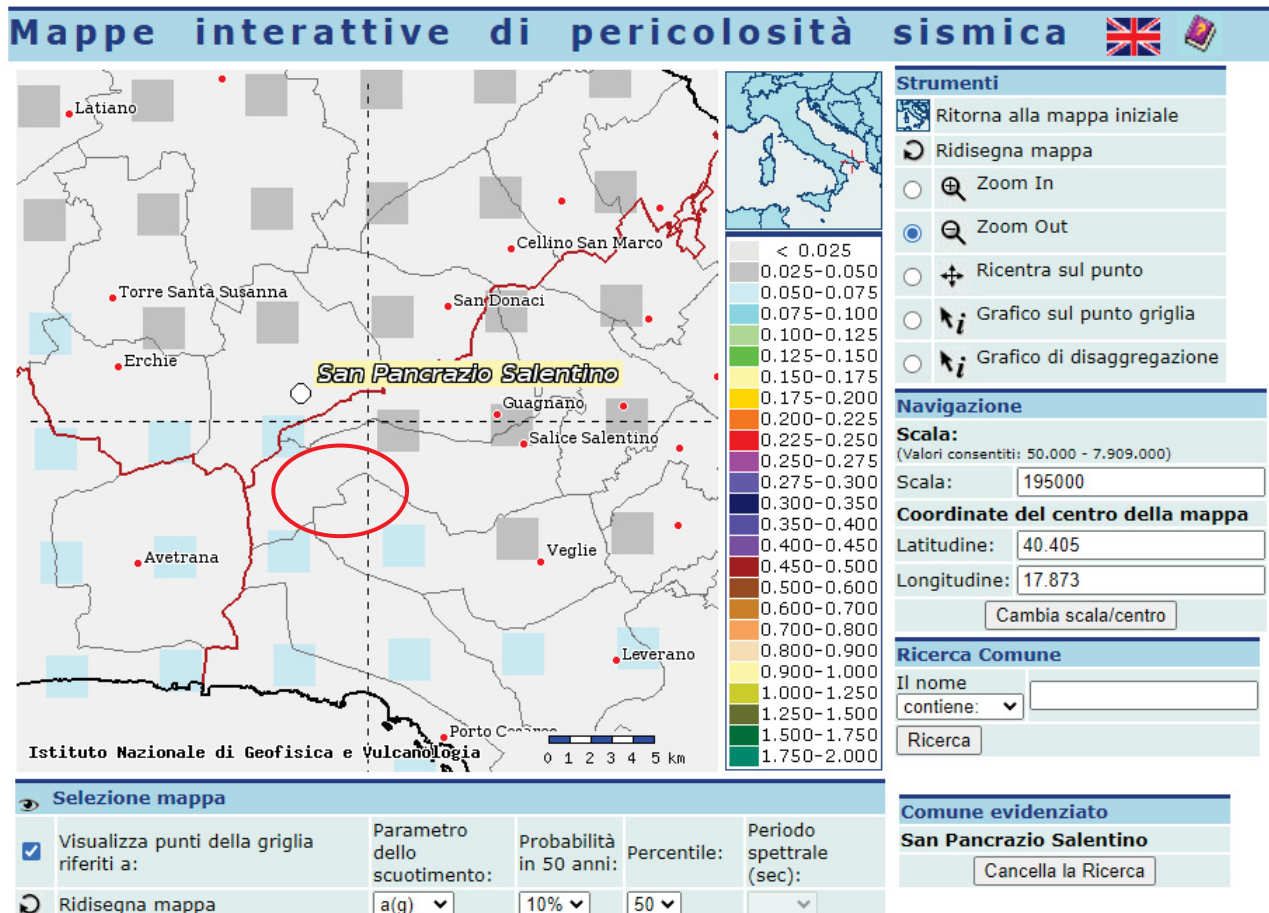 Mappe interattive di pericolosità sismica
Latiano
Cellino San Marco
Torre Santa Susanna
San Donaci
Erchie
San Pancrazio Salentino
Guagnano
Salice Salentino
Avetrana
Veglie
Leverano
Porto
Istituto Nazionale di Geofisica e Vulcanologia
0 1 2 3 4 5 km
< 0.025
0.025-0.050
0.050-0.075
0.075-0.100
0.100-0.125
0.125-0.150
0.150-0.175
0.175-0.200
0.200-0.225
0.225-0.250
0.250-0.275
0.275-0.300
0.300-0.350
0.350-0.400
0.400-0.450
0.450-0.500
0.500-0.600
0.600-0.700
0.700-0.800
0.800-0.900
0.900-1.000
1.000-1.250
1.250-1.500
1.500-1.750
1.750-2.000
Strumenti
Ritorna alla mappa iniziale
Ridisegna mappa
Zoom In
Zoom Out
Ricentra sul punto
Grafico sul punto griglia
Grafico di disaggregazione
Navigazione
Scala:
(Valori consentiti: 50.000 - 7.909.000)
Scala: 195000
Coordinate del centro della mappa
Latitudine: 40.405
Longitudine: 17.873
Cambia scala/centro
Ricerca Comune
Il nome
contiene:
Ricerca
Comune evidenziato
San Pancrazio Salentino
Cancella la Ricerca
Selezione mappa
Visualizza punti della griglia
riferiti a:
Parametro
dello
scuotimento:
Probabilità
in 50 anni:
Percentile:
Periodo
spettrale
(sec):
Ridisegna mappa
a(g)
10%
50